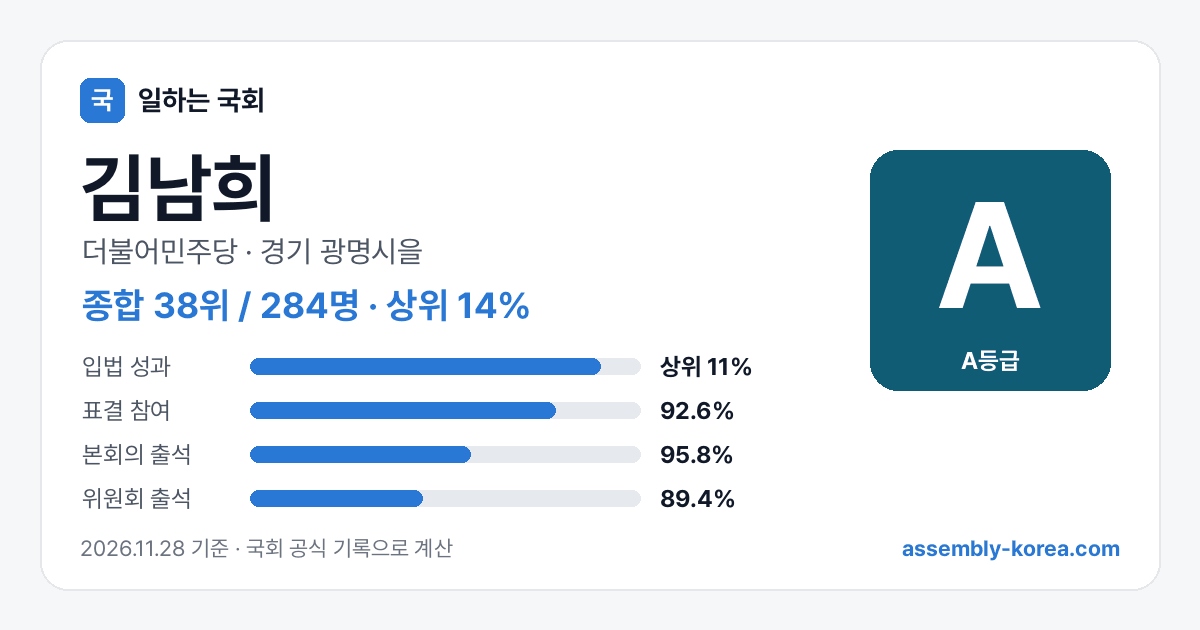 국 일하는 국회
김남희
더불어민주당 · 경기 광명시을
종합 38위 / 284명 · 상위 14%
입법 성과 상위 11%
표결 참여 92.6%
본회의 출석 95.8%
위원회 출석 89.4%
A
A등급
2026.11.28 기준 · 국회 공식 기록으로 계산
assembly-korea.com